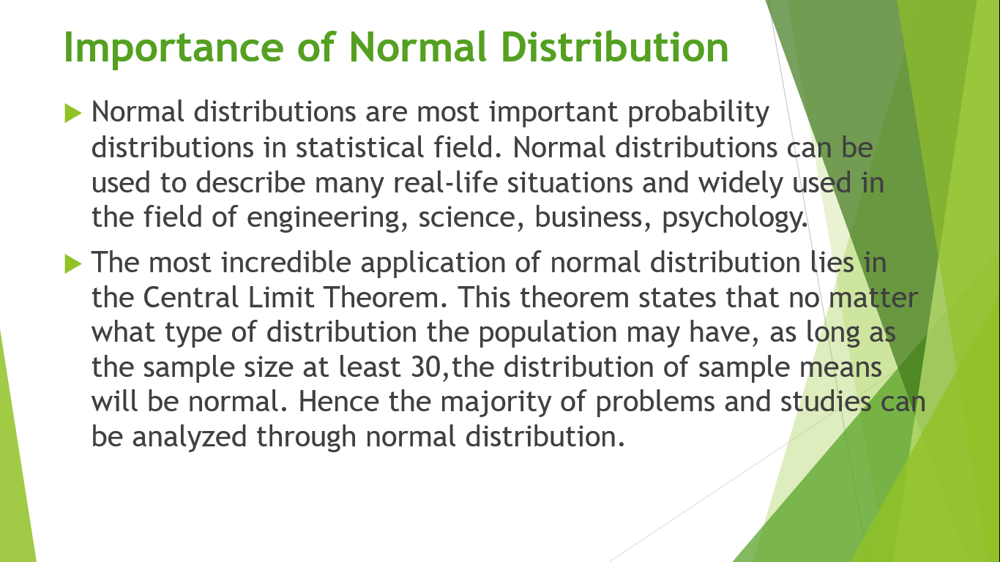 Importance of Normal Distribution
Normal distributions are most important probability
distributions in statistical field. Normal distributions can be
used to describe many real-life situations and widely used in
the field of engineering, science, business, psychology.
The most incredible application of normal distribution lies in
the Central Limit Theorem. This theorem states that no matter
what type of distribution the population may have, as long as
the sample size at least 30,the distribution of sample means
will be normal. Hence the majority of problems and studies can
be analyzed through normal distribution.